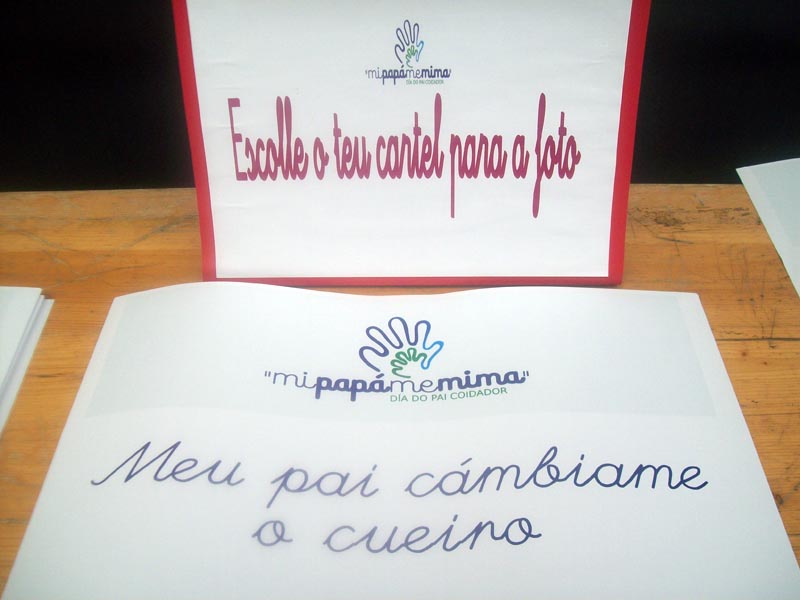 "mipapámemima"
DÍA DO PAI COIDADOR
Escolle o teu cartel para a foto
"mipapámemima"
DÍA DO PAI COIDADOR
Meu pai cámbiame
o cueiro